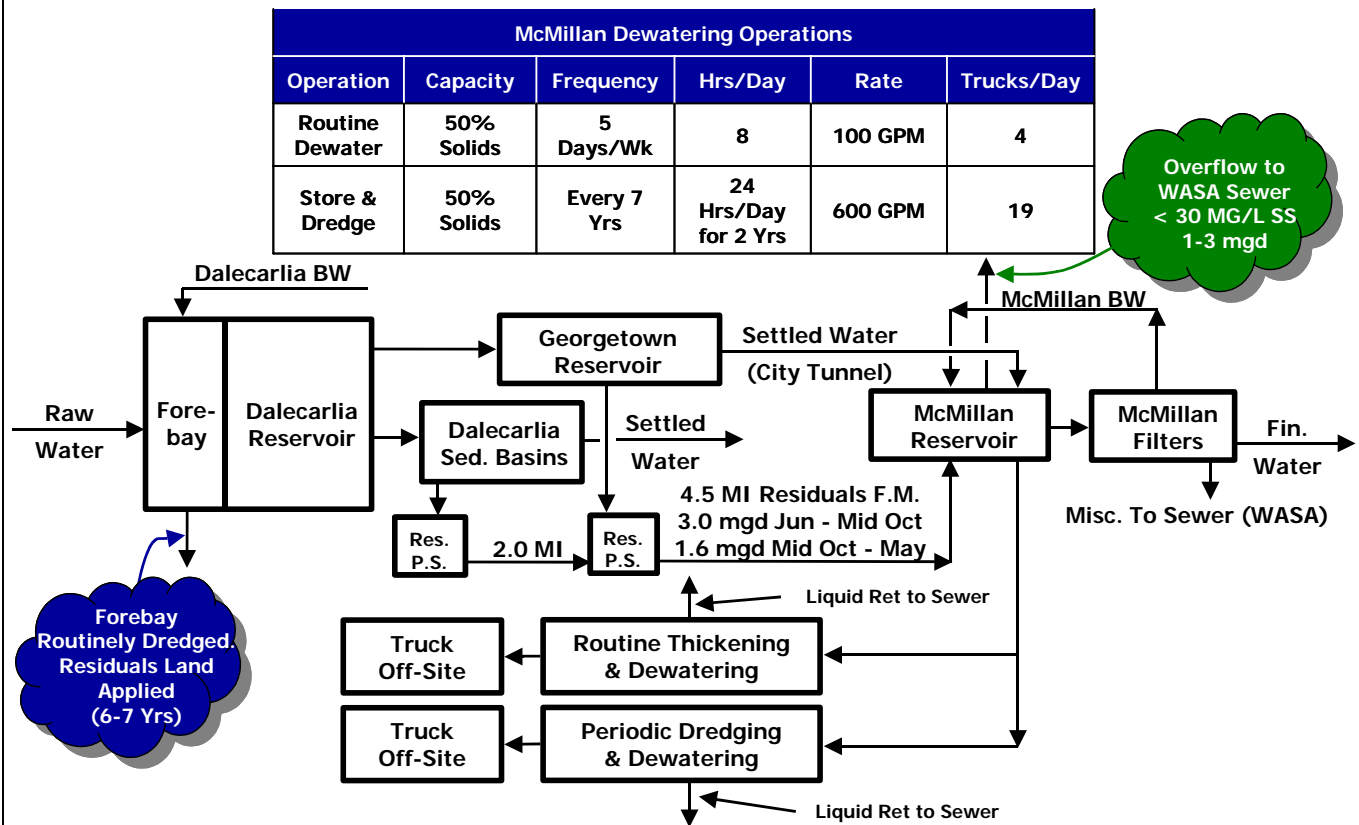 McMillan Dewatering Operations
Operation Capacity Frequency Hrs/Day Rate Trucks/Day
Routine
Dewater
50%
Solids
5
Days/Wk
8
100 GPM
4
Store &
Dredge
50%
Solids
Every 7
Yrs
24
Hrs/Day
for 2 Yrs
600 GPM
19
Overflow to
WASA Sewer
< 30 MG/L SS
1-3 mgd
Dalecarlia BW
McMillan BW
Raw
Water
Fore-
bay
Dalecarlia
Reservoir
Georgetown
Reservoir
Settled Water
(City Tunnel)
Dalecarlia
Sed. Basins
Settled
Water
McMillan
Reservoir
McMillan
Filters
Fin.
Water
Misc. To Sewer (WASA)
Res.
P.S.
2.0 MI
Res.
P.S.
4.5 MI Residuals F.M.
3.0 mgd Jun - Mid Oct
1.6 mgd Mid Oct - May
Forebay
Routinely Dredged.
Residuals Land
Applied
(6-7 Yrs)
Liquid Ret to Sewer
Truck
Off-Site
Routine Thickening
& Dewatering
Truck
Off-Site
Periodic Dredging
& Dewatering
Liquid Ret to Sewer